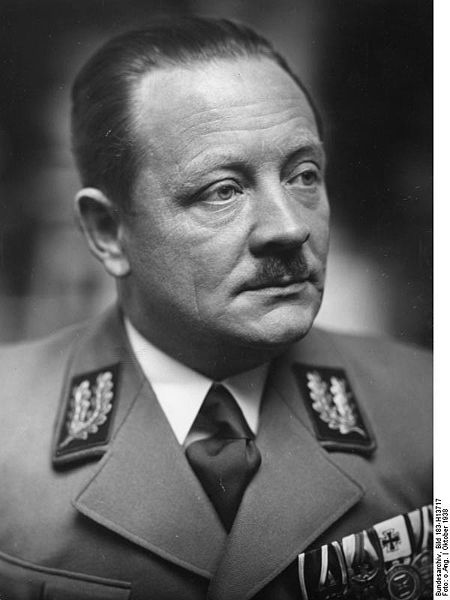 Bundesarchiv, Bild 183-H13717
Foto: o.Ang. | Oktober 1938